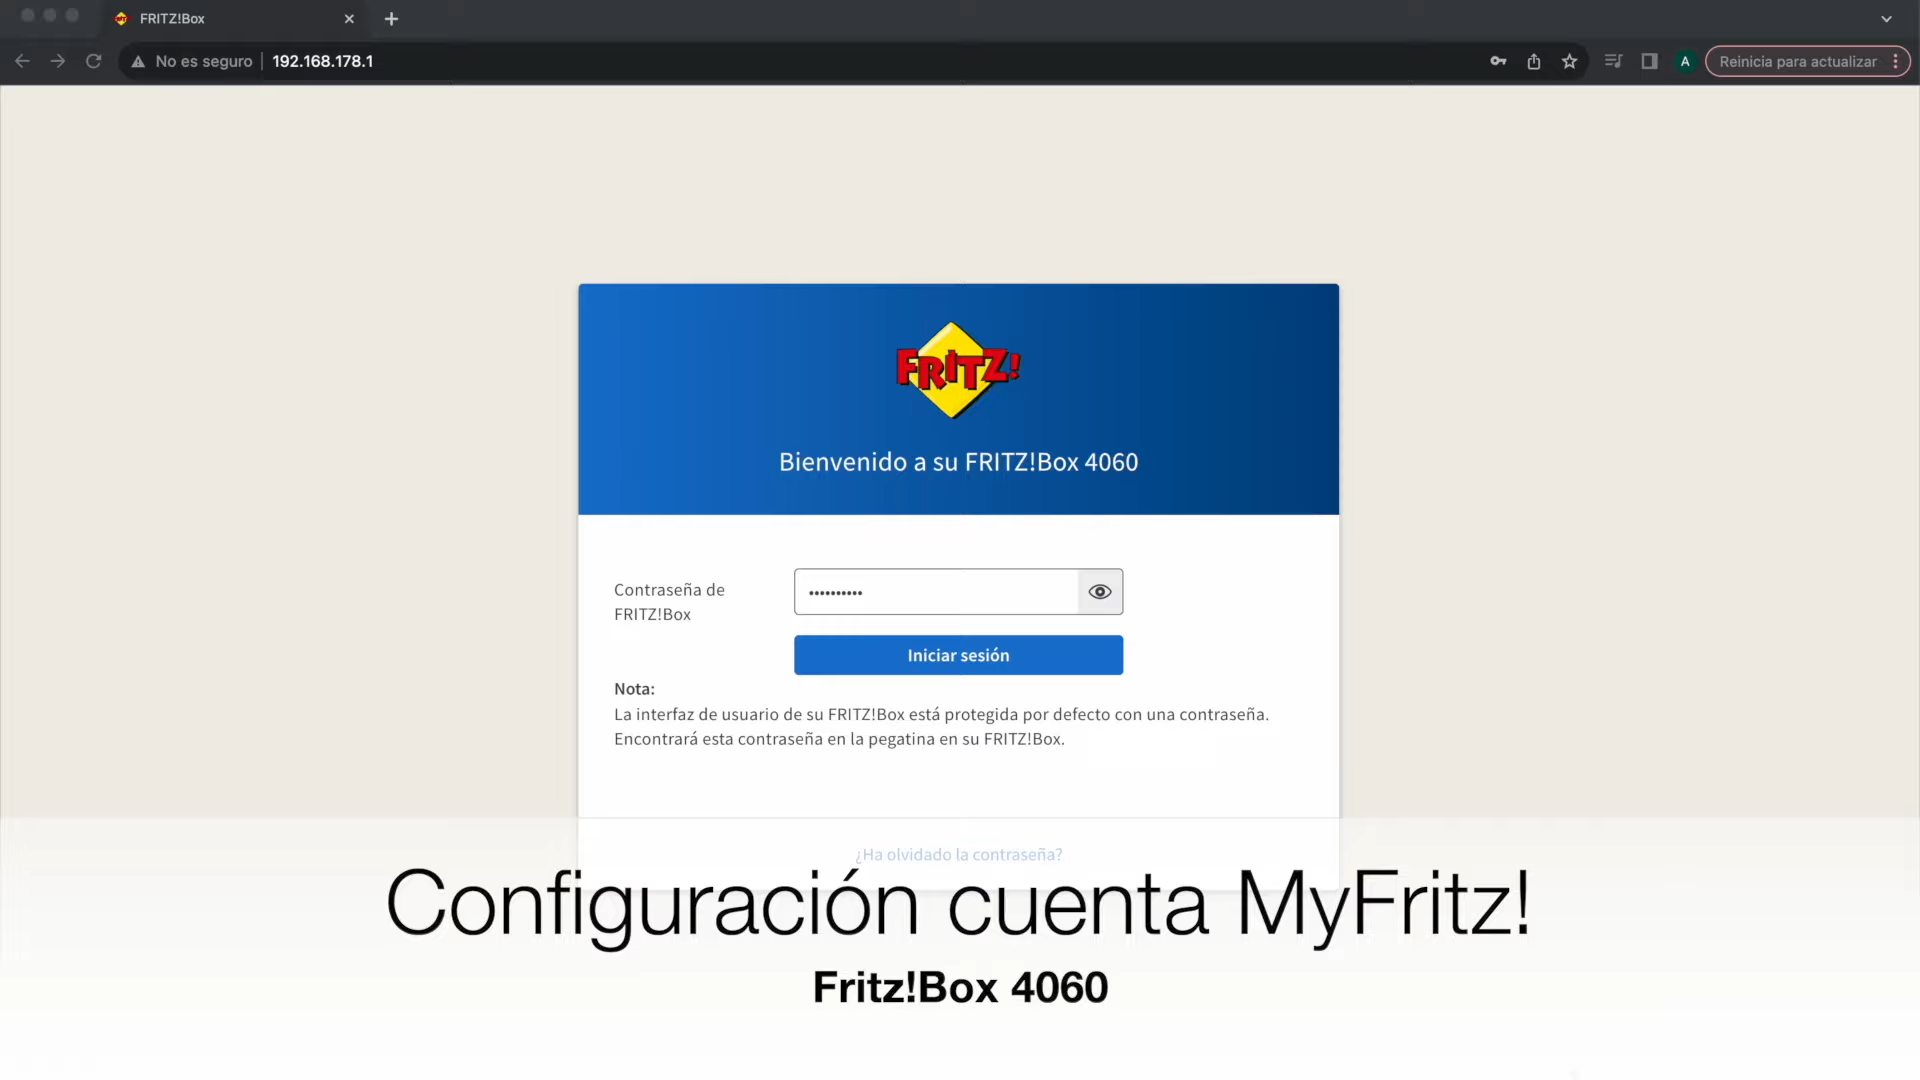 FRITZ!Box
No es seguro
192.168.178.1
A
Reinicia para actualizar
FRITZ!
Bienvenido a su FRITZ!Box 4060
Contraseña de
FRITZ!Box
••••••••••
Iniciar sesión
Nota:
La interfaz de usuario de su FRITZ!Box está protegida por defecto con una contraseña.
Encontrará esta contraseña en la pegatina en su FRITZ!Box.
¿Ha olvidado la contraseña?
Configuración cuenta MyFritz!
Fritz!Box 4060